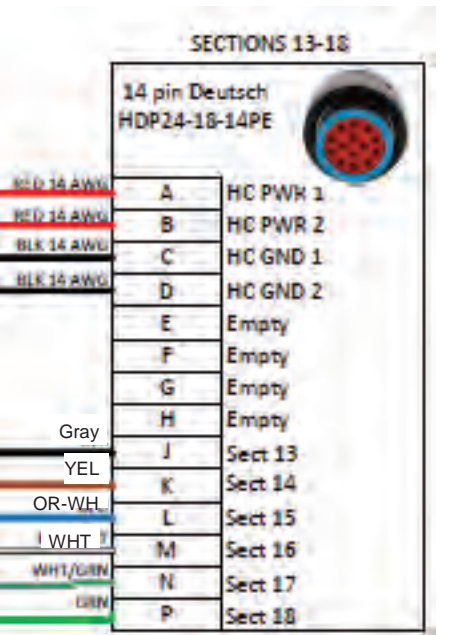 SECTIONS 13-18
14 pin Deutsch
HDP24-18-14PE
RED 14 AWG A HC PWR 1
RED 14 AWG B HC PWR 2
BLK 14 AWG C HC GND 1
BLK 14 AWG D HC GND 2
E Empty
F Empty
G Empty
H Empty
Gray J Sect 13
YEL K Sect 14
OR-WH L Sect 15
WHT M Sect 16
WHT/GRN N Sect 17
GRN P Sect 18